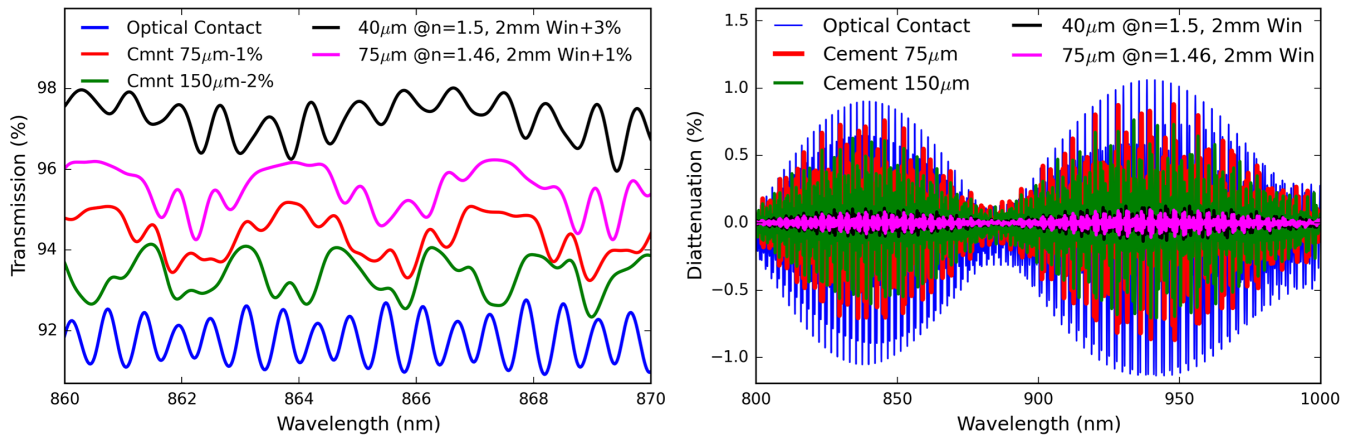 Optical Contact
Cmnt 75μm-1%
Cmnt 150μm-2%
40μm @n=1.5, 2mm Win+3%
75μm @n=1.46, 2mm Win+1%
98
96
94
92
Transmission (%)
860
862
864
866
868
870
Wavelength (nm)
Optical Contact
Cement 75μm
Cement 150μm
40μm @n=1.5, 2mm Win
75μm @n=1.46, 2mm Win
1.5
1.0
0.5
0.0
−0.5
−1.0
Diattenuation (%)
800
850
900
950
1000
Wavelength (nm)